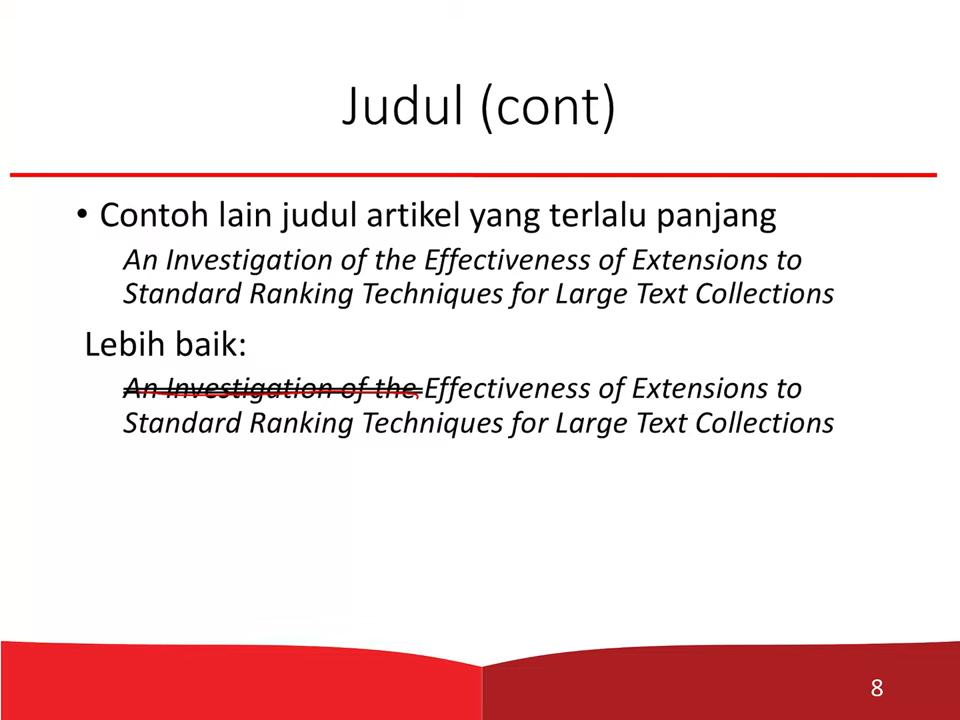 Judul (cont)
• Contoh lain judul artikel yang terlalu panjang
An Investigation of the Effectiveness of Extensions to
Standard Ranking Techniques for Large Text Collections
Lebih baik:
An Investigation of the Effectiveness of Extensions to
Standard Ranking Techniques for Large Text Collections
8